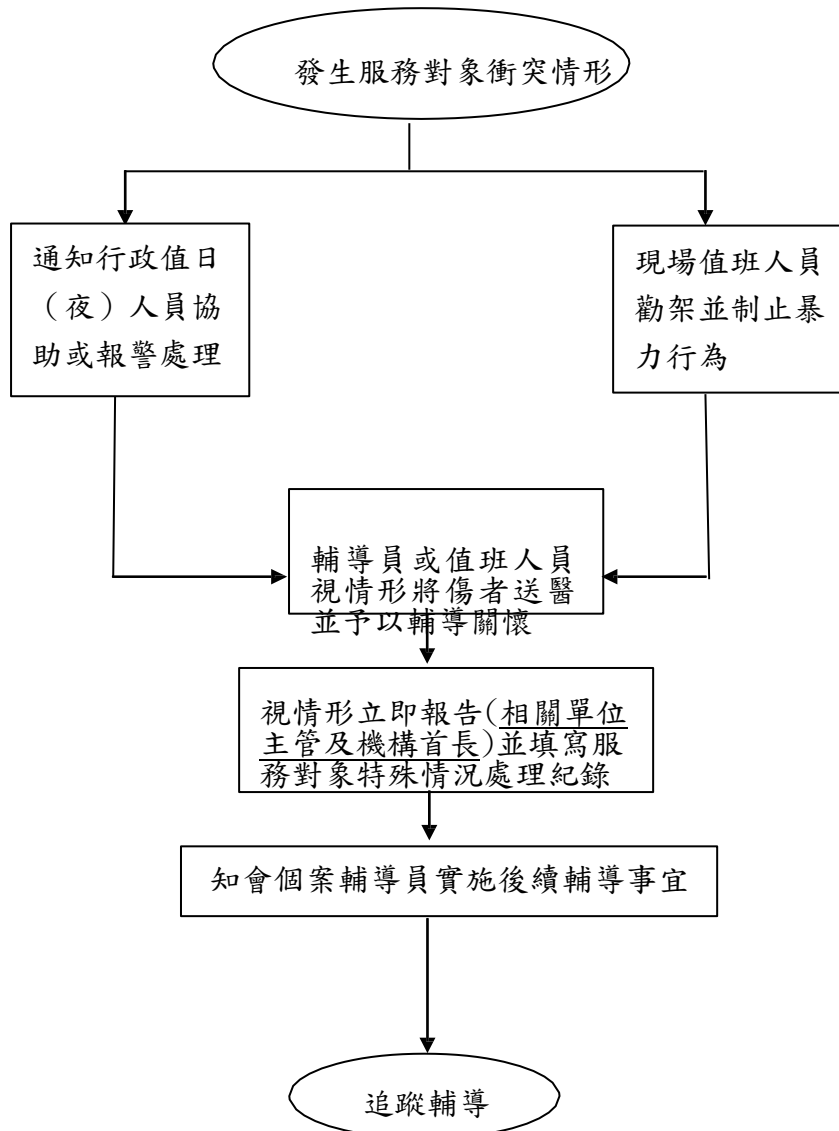 發生服務對象衝突情形
通知行政值日
（夜）人員協
助或報警處理
現場值班人員
勸架並制止暴
力行為
輔導員或值班人員
視情形將傷者送醫
並予以輔導關懷
視情形立即報告(相關單位
主管及機構首長)並填寫服
務對象特殊情況處理紀錄
知會個案輔導員實施後續輔導事宜
追蹤輔導